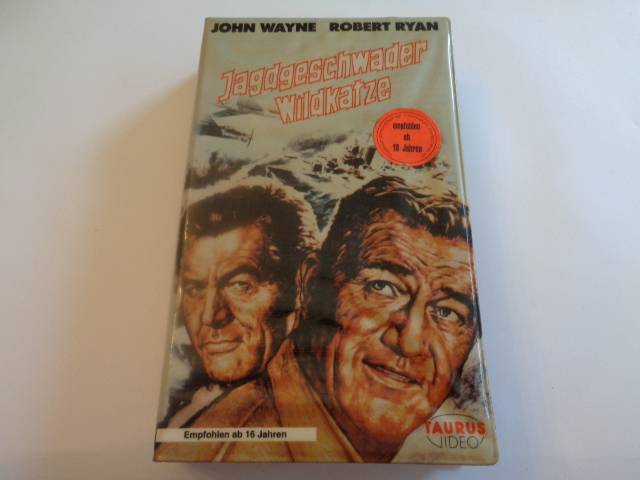 JOHN WAYNE ROBERT RYAN
Jagdgeschwader
Wildkatze
empfohlen
ab
16 Jahren
Empfohlen ab 16 Jahren
TAURUS
VIDEO